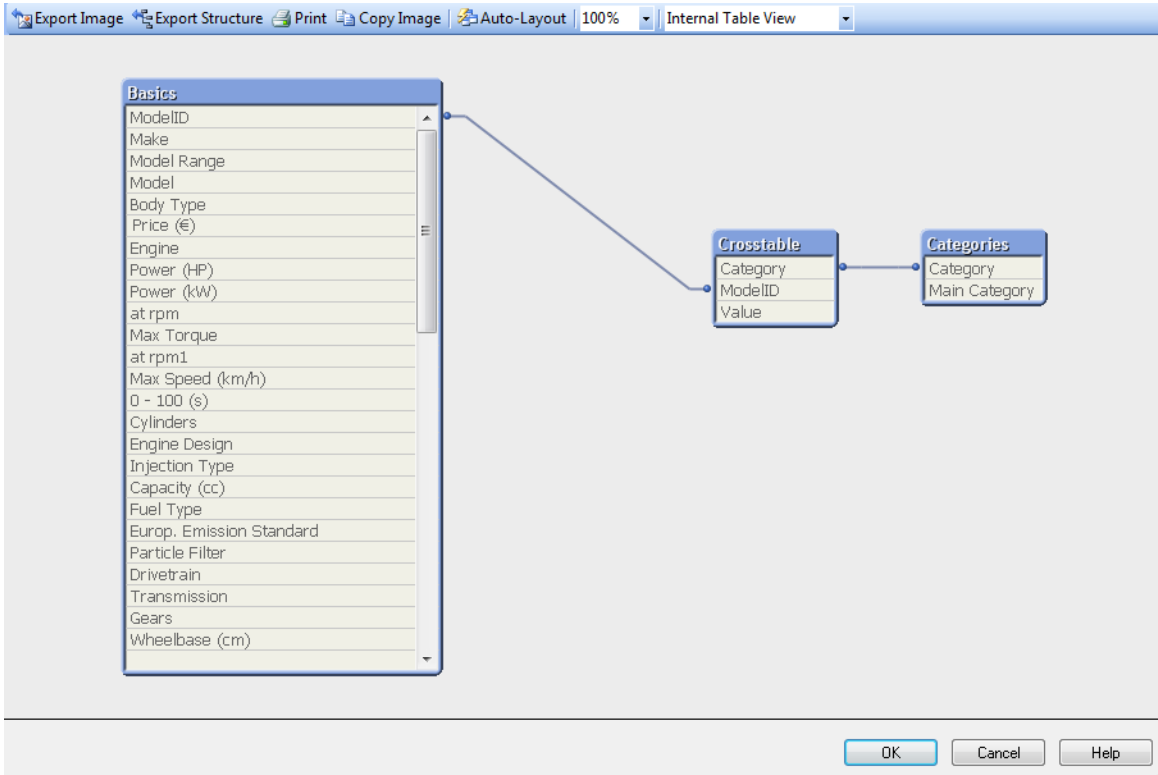 Export Image Export Structure Print Copy Image Auto-Layout 100% Internal Table View
Basics
ModelID
Make
Model Range
Model
Body Type
Price (€)
Engine
Power (HP)
Power (kW)
at rpm
Max Torque
at rpm1
Max Speed (km/h)
0 - 100 (s)
Cylinders
Engine Design
Injection Type
Capacity (cc)
Fuel Type
Europ. Emission Standard
Particle Filter
Drivetrain
Transmission
Gears
Wheelbase (cm)
Crosstable
Category
ModelID
Value
Categories
Category
Main Category
OK Cancel Help